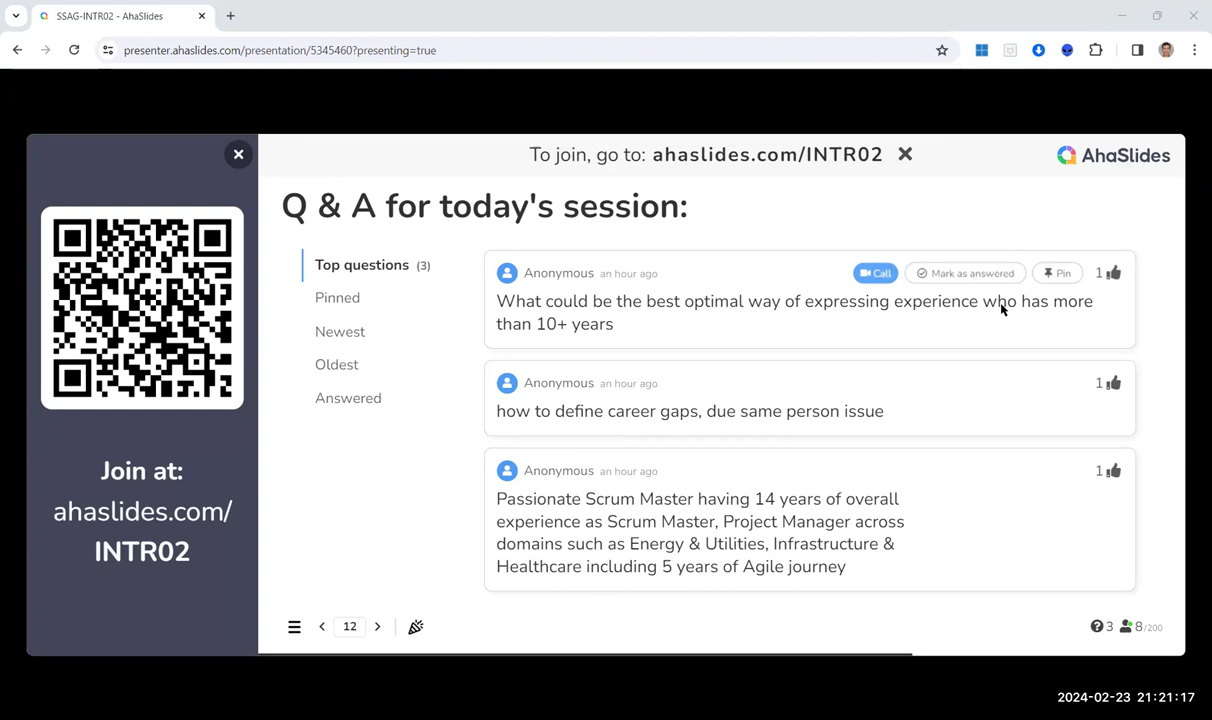 SSAG-INTR02 - AhaSlides
presenter.ahaslides.com/presentation/5345460?presenting=true
To join, go to: ahaslides.com/INTR02
AhaSlides
Q & A for today's session:
Top questions (3)
Pinned
Newest
Oldest
Answered
Anonymous an hour ago
Call
Mark as answered
Pin
1
What could be the best optimal way of expressing experience who has more
than 10+ years
Anonymous an hour ago
1
how to define career gaps, due same person issue
Anonymous an hour ago
1
Passionate Scrum Master having 14 years of overall
experience as Scrum Master, Project Manager across
domains such as Energy & Utilities, Infrastructure &
Healthcare including 5 years of Agile journey
Join at:
ahaslides.com/
INTR02
12
3
8/200
2024-02-23 21:21:17